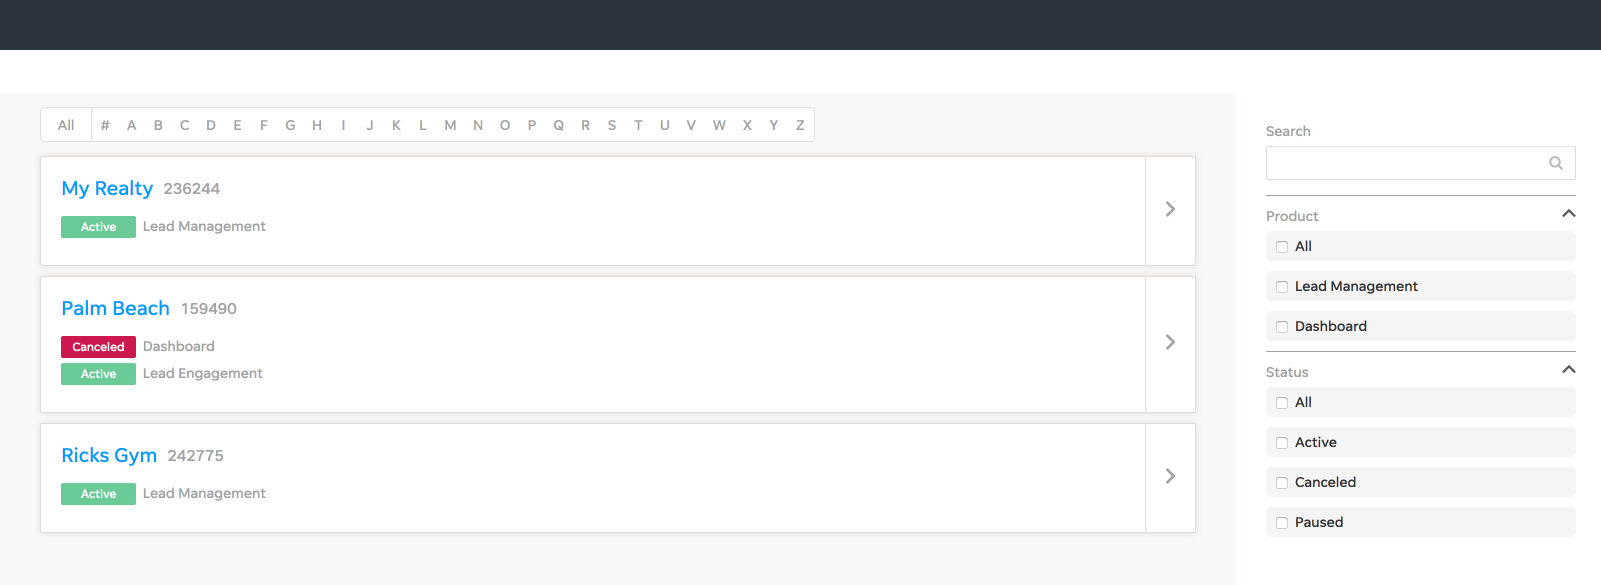 All # A B C D E F G H I J K L M N O P Q R S T U V W X Y Z
My Realty 236244
Active Lead Management
Palm Beach 159490
Canceled Dashboard
Active Lead Engagement
Ricks Gym 242775
Active Lead Management
Search
Product
All
Lead Management
Dashboard
Status
All
Active
Canceled
Paused